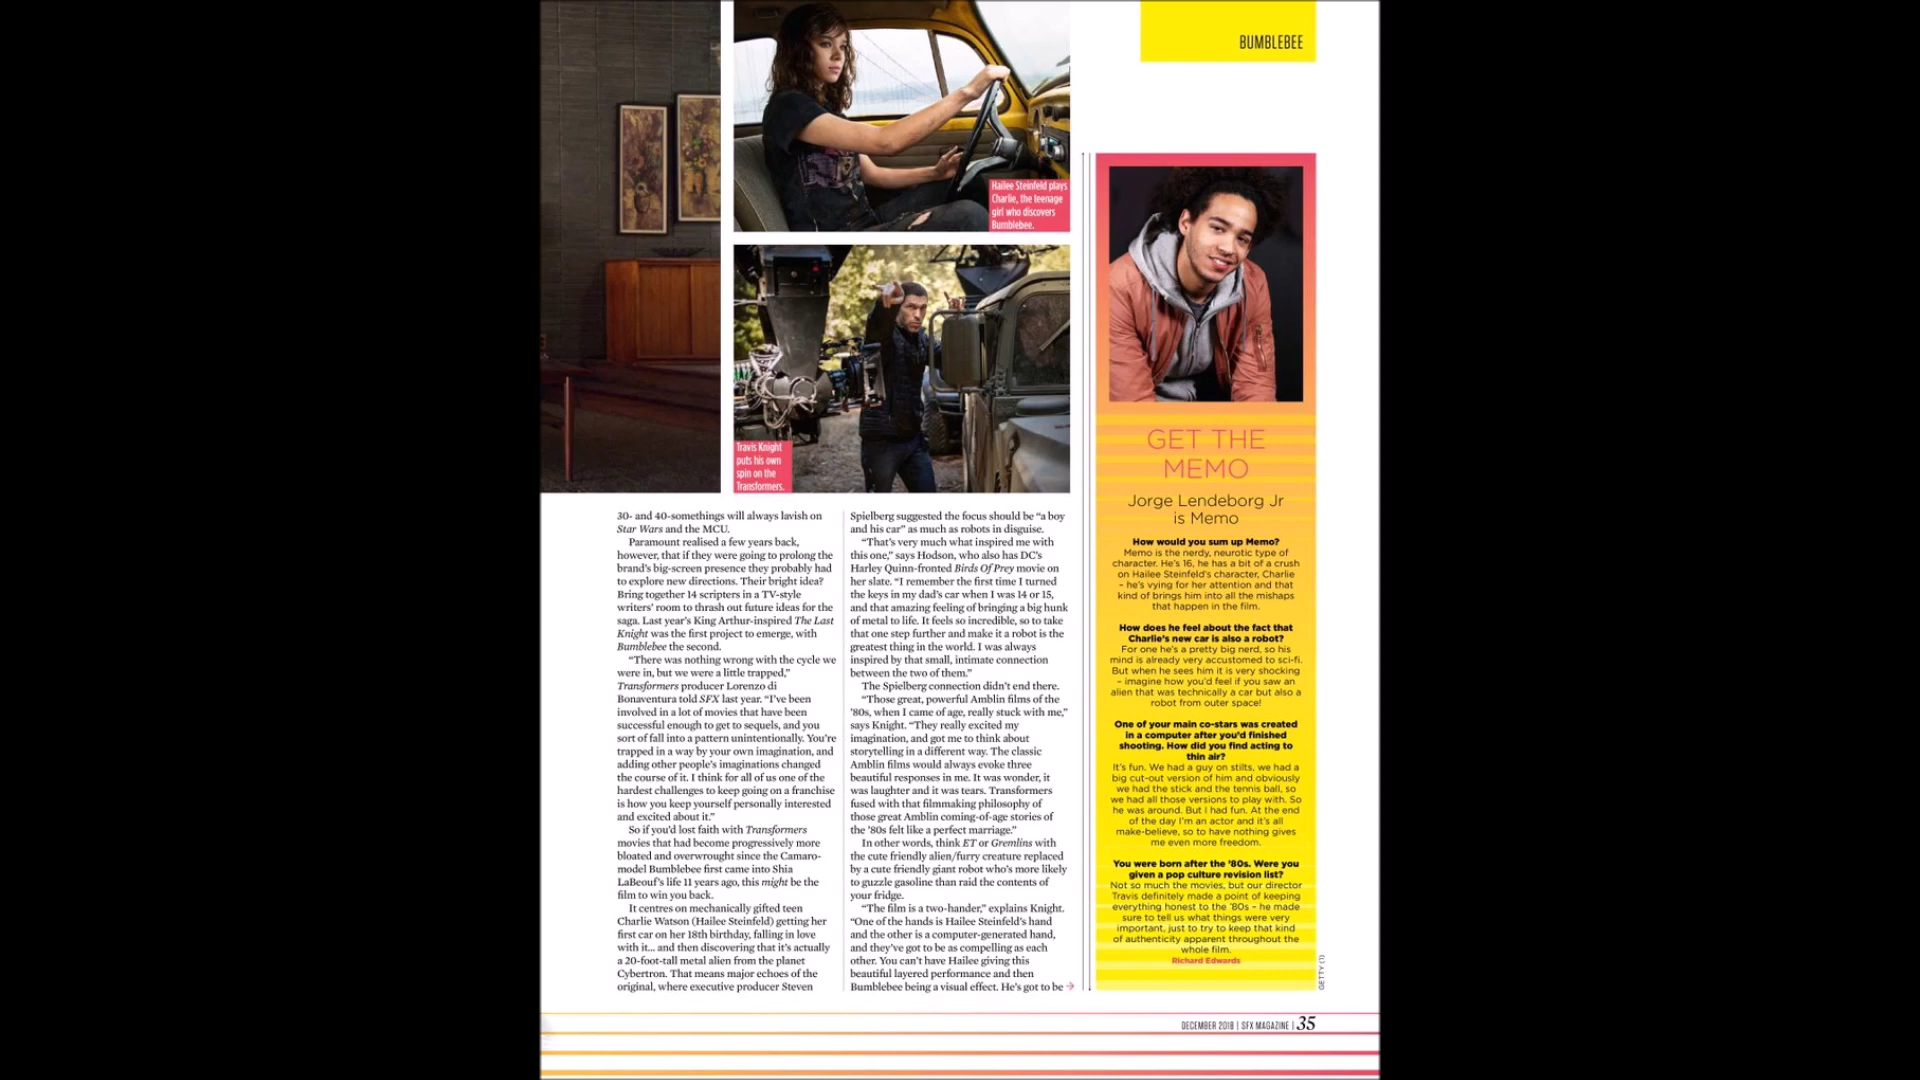 BUMBLEBEE
Hailee Steinfeld plays
Charlie, the teenage
girl who discovers
Bumblebee.
Travis Knight
puts his own
spin on the
Transformers.
30- and 40-somethings will always lavish on
Star Wars and the MCU.
Paramount realised a few years back,
however, that if they were going to prolong the
brand's big-screen presence they probably had
to explore new directions. Their bright idea?
Bring together 14 scripters in a TV-style
writers' room to thrash out future ideas for the
saga. Last year's King Arthur-inspired The Last
Knight was the first project to emerge, with
Bumblebee the second.
“There was nothing wrong with the cycle we
were in, but we were a little trapped,”
Transformers producer Lorenzo di
Bonaventura told SFX last year. “I've been
involved in a lot of movies that have been
successful enough to get to sequels, and you
sort of fall into a pattern unintentionally. You're
trapped in a way by your own imagination, and
adding other people's imaginations changed
the course of it. I think for all of us one of the
hardest challenges to keep going on a franchise
is how you keep yourself personally interested
and excited about it.”
So if you'd lost faith with Transformers
movies that had become progressively more
bloated and overwrought since the Camaro-
model Bumblebee first came into Shia
LaBeouf's life 11 years ago, this might be the
film to win you back.
It centres on mechanically gifted teen
Charlie Watson (Hailee Steinfeld) getting her
first car on her 18th birthday, falling in love
with it... and then discovering that it's actually
a 20-foot-tall metal alien from the planet
Cybertron. That means major echoes of the
original, where executive producer Steven
Spielberg suggested the focus should be “a boy
and his car” as much as robots in disguise.
“That's very much what inspired me with
this one,” says Hodson, who also has DC's
Harley Quinn-fronted Birds Of Prey movie on
her slate. “I remember the first time I turned
the keys in my dad's car when I was 14 or 15,
and that amazing feeling of bringing a big hunk
of metal to life. It feels so incredible, so to take
that one step further and make it a robot is the
greatest thing in the world. I was always
inspired by that small, intimate connection
between the two of them.”
The Spielberg connection didn't end there.
“Those great, powerful Amblin films of the
'80s, when I came of age, really stuck with me,”
says Knight. “They really excited my
imagination, and got me to think about
storytelling in a different way. The classic
Amblin films would always evoke three
beautiful responses in me. It was wonder, it
was laughter and it was tears. Transformers
fused with that filmmaking philosophy of
those great Amblin coming-of-age stories of
the '80s felt like a perfect marriage.”
In other words, think ET or Gremlins with
the cute friendly alien/furry creature replaced
by a cute friendly giant robot who's more likely
to guzzle gasoline than raid the contents of
your fridge.
“The film is a two-hander,” explains Knight.
“One of the hands is Hailee Steinfeld's hand
and the other is a computer-generated hand,
and they've got to be as compelling as each
other. You can't have Hailee giving this
beautiful layered performance and then
Bumblebee being a visual effect. He's got to be
GET THE
MEMO
Jorge Lendeborg Jr
is Memo
How would you sum up Memo?
Memo is the nerdy, neurotic type of
character. He's 16, he has a bit of a crush
on Hailee Steinfeld's character, Charlie
– he's vying for her attention and that
kind of brings him into all the mishaps
that happen in the film.
How does he feel about the fact that
Charlie's new car is also a robot?
For one he's a pretty big nerd, so his
mind is already very accustomed to sci-fi.
But when he sees him it is very shocking
– imagine how you'd feel if you saw an
alien that was technically a car but also a
robot from outer space!
One of your main co-stars was created
in a computer after you'd finished
shooting. How did you find acting to
thin air?
It's fun. We had a guy on stilts, we had a
big cut-out version of him and obviously
we had the stick and the tennis ball, so
we had all those versions to play with. So
he was around. But I had fun. At the end
of the day I'm an actor and it's all
make-believe, so to have nothing gives
me even more freedom.
You were born after the '80s. Were you
given a pop culture revision list?
Not so much the movies, but our director
Travis definitely made a point of keeping
everything honest to the '80s – he made
sure to tell us what things were very
important, just to try to keep that kind
of authenticity apparent throughout the
whole film.
Richard Edwards
GETTY (1)
DECEMBER 2018 | SFX MAGAZINE | 35